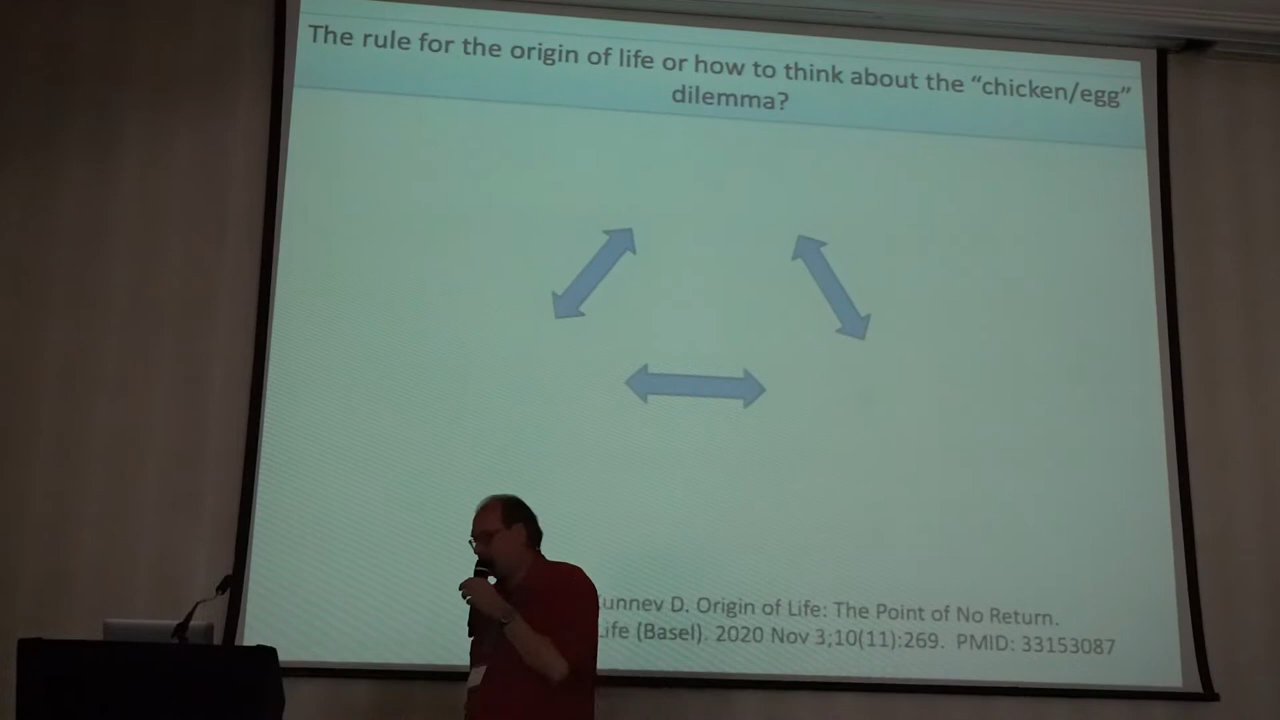 The rule for the origin of life or how to think about the “chicken/egg”
dilemma?
unnev D. Origin of Life: The Point of No Return.
Life (Basel). 2020 Nov 3;10(11):269. PMID: 33153087